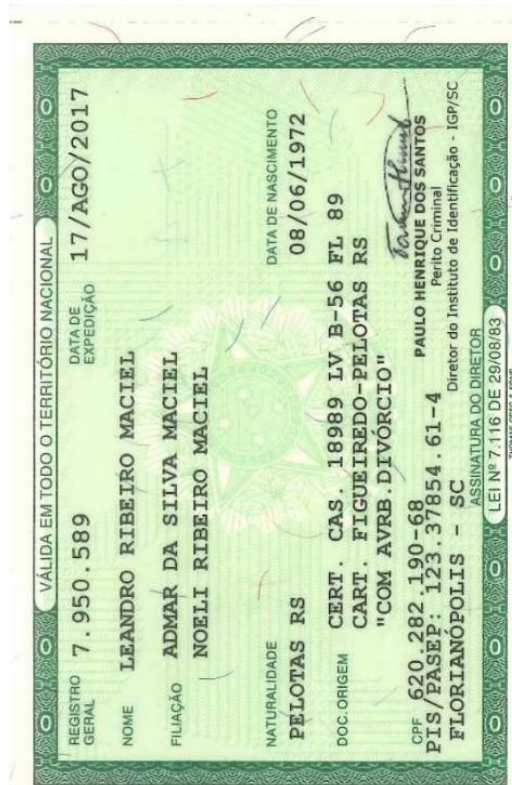 VÁLIDA EM TODO O TERRITÓRIO NACIONAL
REGISTRO GERAL 7.950.589 DATA DE EXPEDIÇÃO 17/AGO/2017
NOME LEANDRO RIBEIRO MACIEL
FILIAÇÃO ADMAR DA SILVA MACIEL
NOELI RIBEIRO MACIEL
NATURALIDADE DATA DE NASCIMENTO
PELOTAS RS 08/06/1972
DOC.ORIGEM CERT. CAS. 18989 LV B-56 FL 89
CART. FIGUEIREDO-PELOTAS RS
"COM AVRB.DIVÓRCIO"
CPF 620.282.190-68
PIS/PASEP: 123.37854.61-4
FLORIANÓPOLIS - SC
PAULO HENRIQUE DOS SANTOS
Perito Criminal
Diretor do Instituto de Identificação - IGP/SC
ASSINATURA DO DIRETOR
LEI Nº 7.116 DE 29/08/83